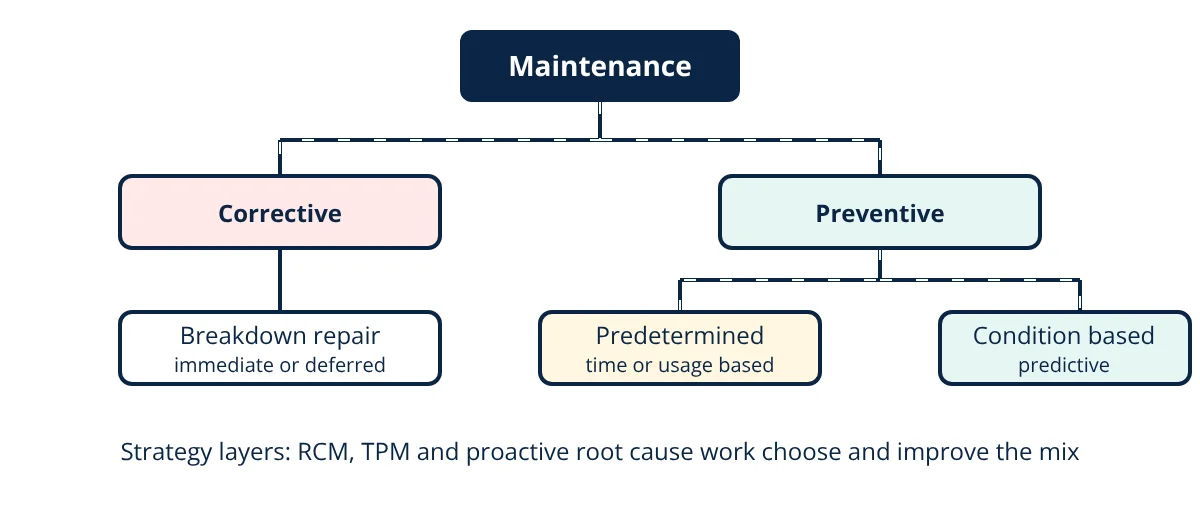 Maintenance
Corrective
Preventive
Breakdown repair
immediate or deferred
Predetermined
time or usage based
Condition based
predictive
Strategy layers: RCM, TPM and proactive root cause work choose and improve the mix